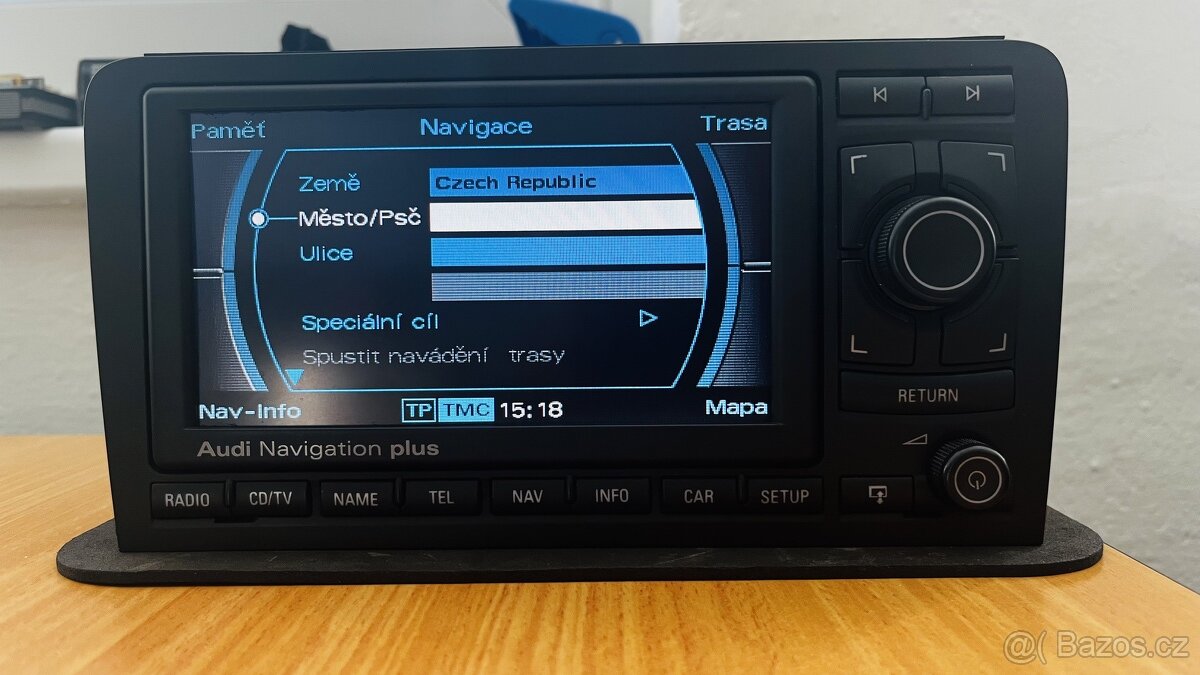 Paměť Navigace Trasa
Země Czech Republic
Město/Psč
Ulice
Speciální cíl
Spustit navádění trasy
Nav-Info TP TMC 15:18 Mapa
Audi Navigation plus
RETURN
RADIO CD/TV NAME TEL NAV INFO CAR SETUP
@( Bazos.cz